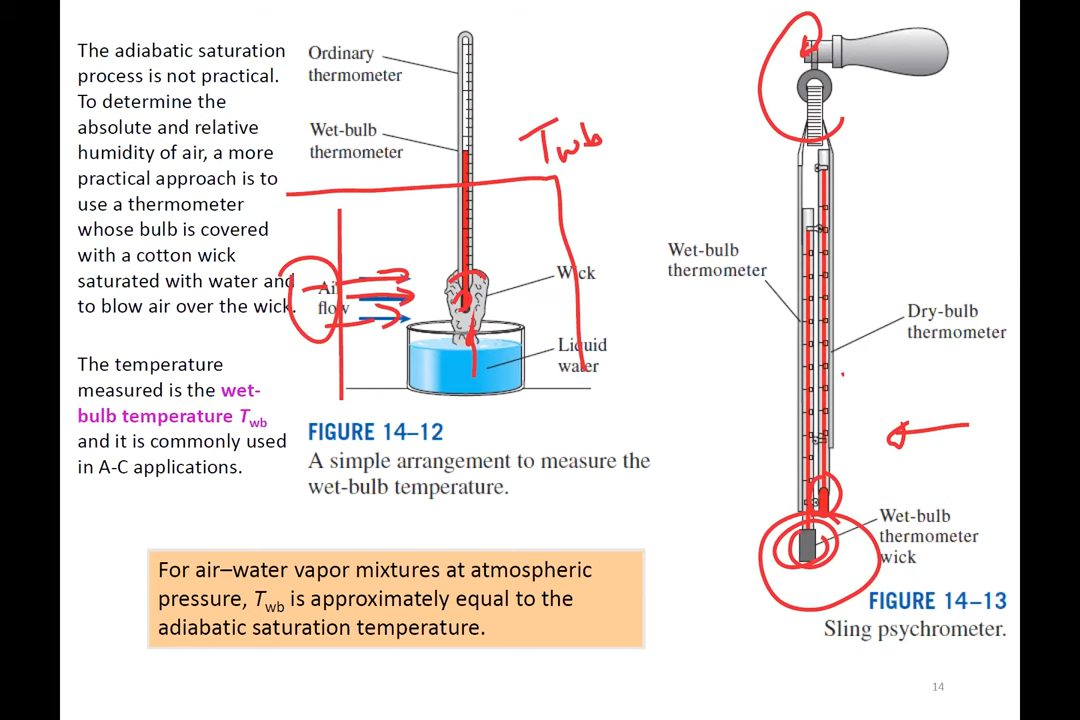 The adiabatic saturation
process is not practical.
To determine the
absolute and relative
humidity of air, a more
practical approach is to
use a thermometer
whose bulb is covered
with a cotton wick
saturated with water and
to blow air over the wick.
The temperature
measured is the wet-
bulb temperature Twb
and it is commonly used
in A-C applications.
Ordinary
thermometer
Wet-bulb
thermometer
Twb
Air
flow
Wick
Liquid
water
FIGURE 14–12
A simple arrangement to measure the
wet-bulb temperature.
Wet-bulb
thermometer
Dry-bulb
thermometer
Wet-bulb
thermometer
wick
FIGURE 14–13
Sling psychrometer.
For air–water vapor mixtures at atmospheric
pressure, Twb is approximately equal to the
adiabatic saturation temperature.
14